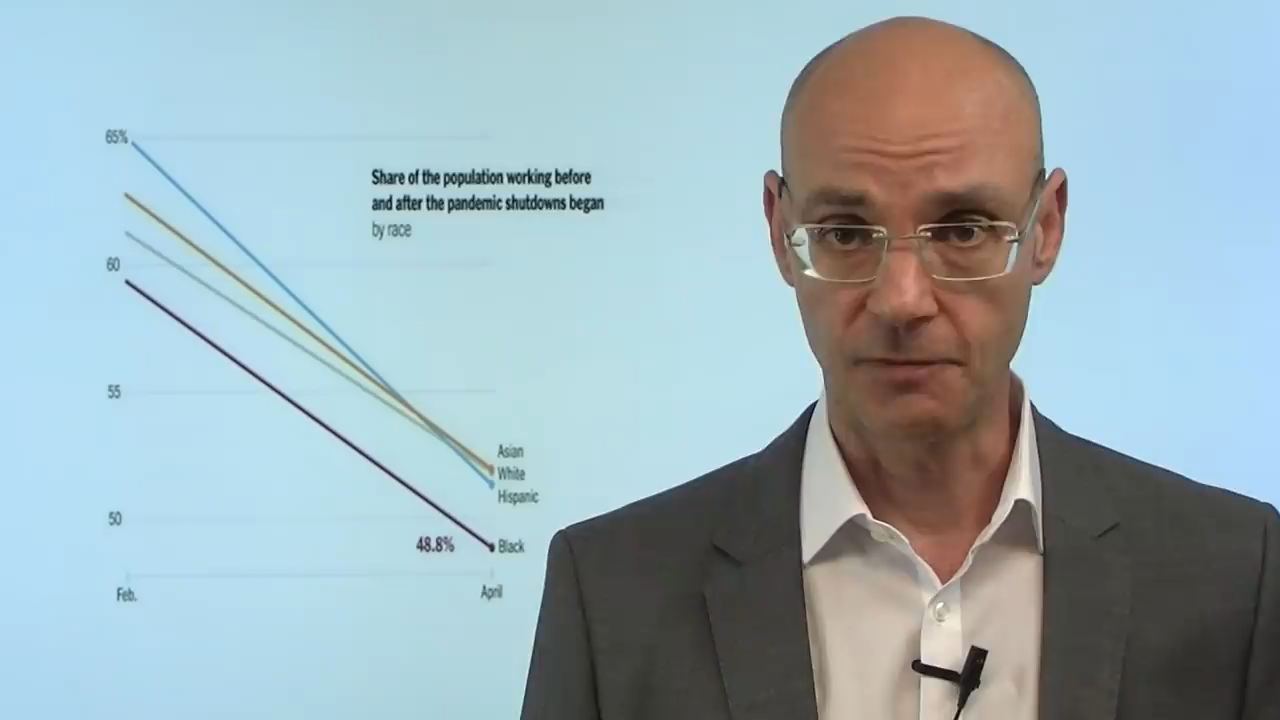 65%
Share of the population working before
and after the pandemic shutdowns began
by race
60
55
Asian
White
Hispanic
50
48.8%
Black
Feb.
April